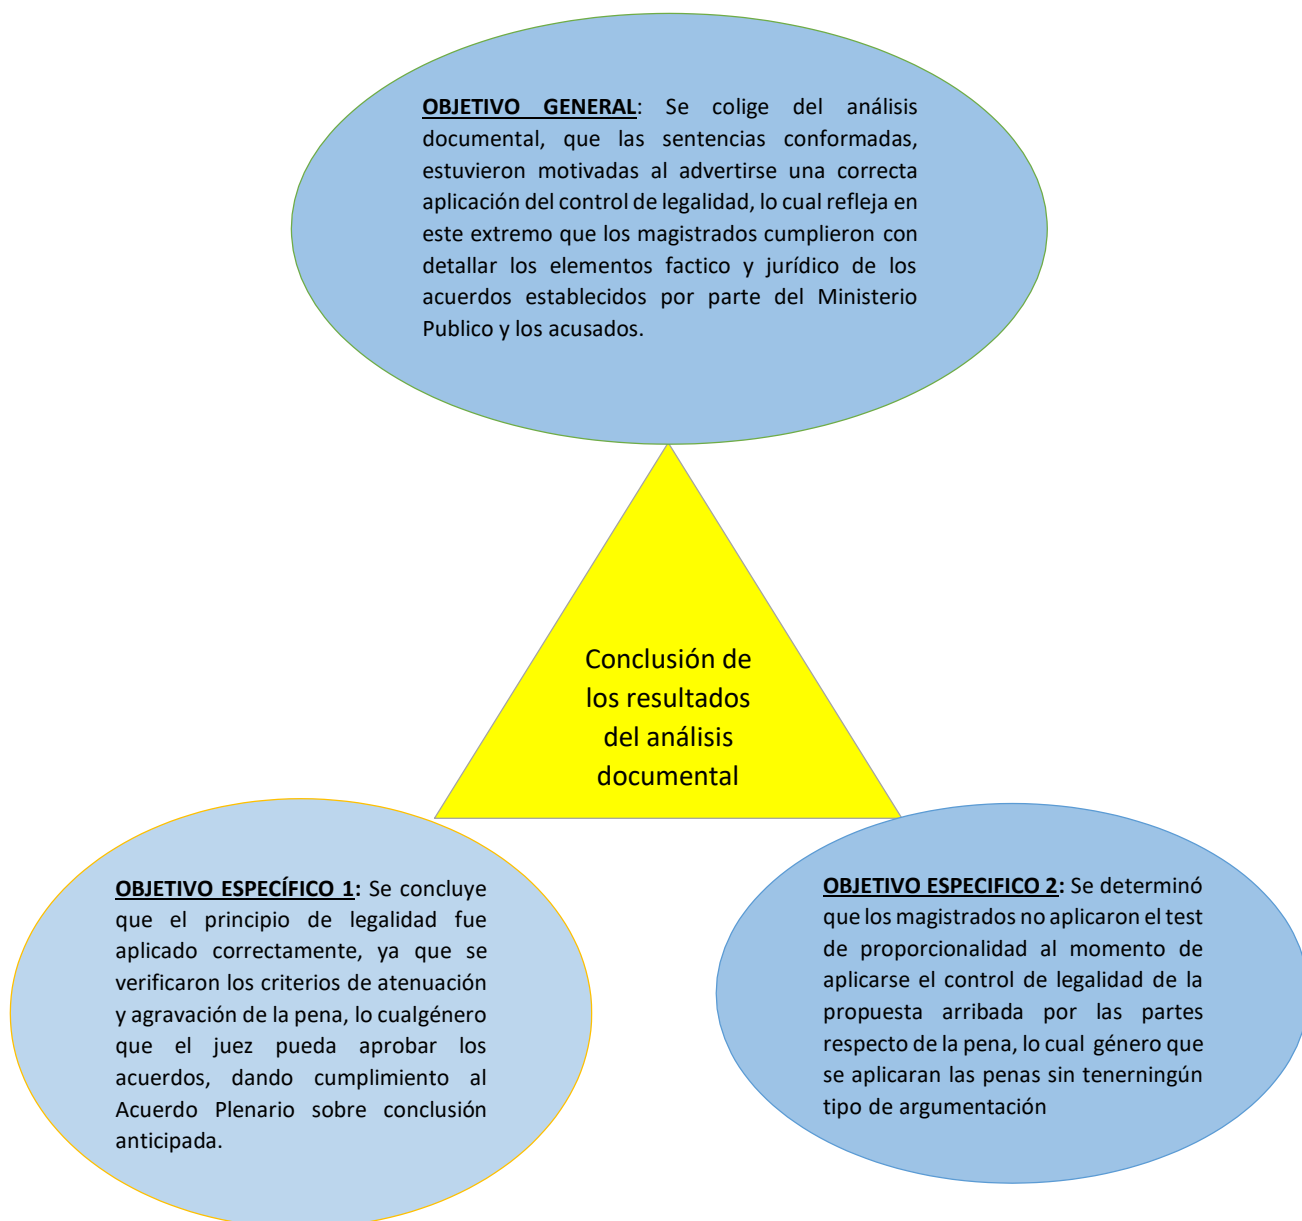 OBJETIVO GENERAL: Se colige del análisis
documental, que las sentencias conformadas,
estuvieron motivadas al advertirse una correcta
aplicación del control de legalidad, lo cual refleja en
este extremo que los magistrados cumplieron con
detallar los elementos factico y jurídico de los
acuerdos establecidos por parte del Ministerio
Publico y los acusados.
Conclusión de
los resultados
del análisis
documental
OBJETIVO ESPECÍFICO 1: Se concluye
que el principio de legalidad fue
aplicado correctamente, ya que se
verificaron los criterios de atenuación
y agravación de la pena, lo cualgénero
que el juez pueda aprobar los
acuerdos, dando cumplimiento al
Acuerdo Plenario sobre conclusión
anticipada.
OBJETIVO ESPECIFICO 2: Se determinó
que los magistrados no aplicaron el test
de proporcionalidad al momento de
aplicarse el control de legalidad de la
propuesta arribada por las partes
respecto de la pena, lo cual género que
se aplicaran las penas sin tenerningún
tipo de argumentación